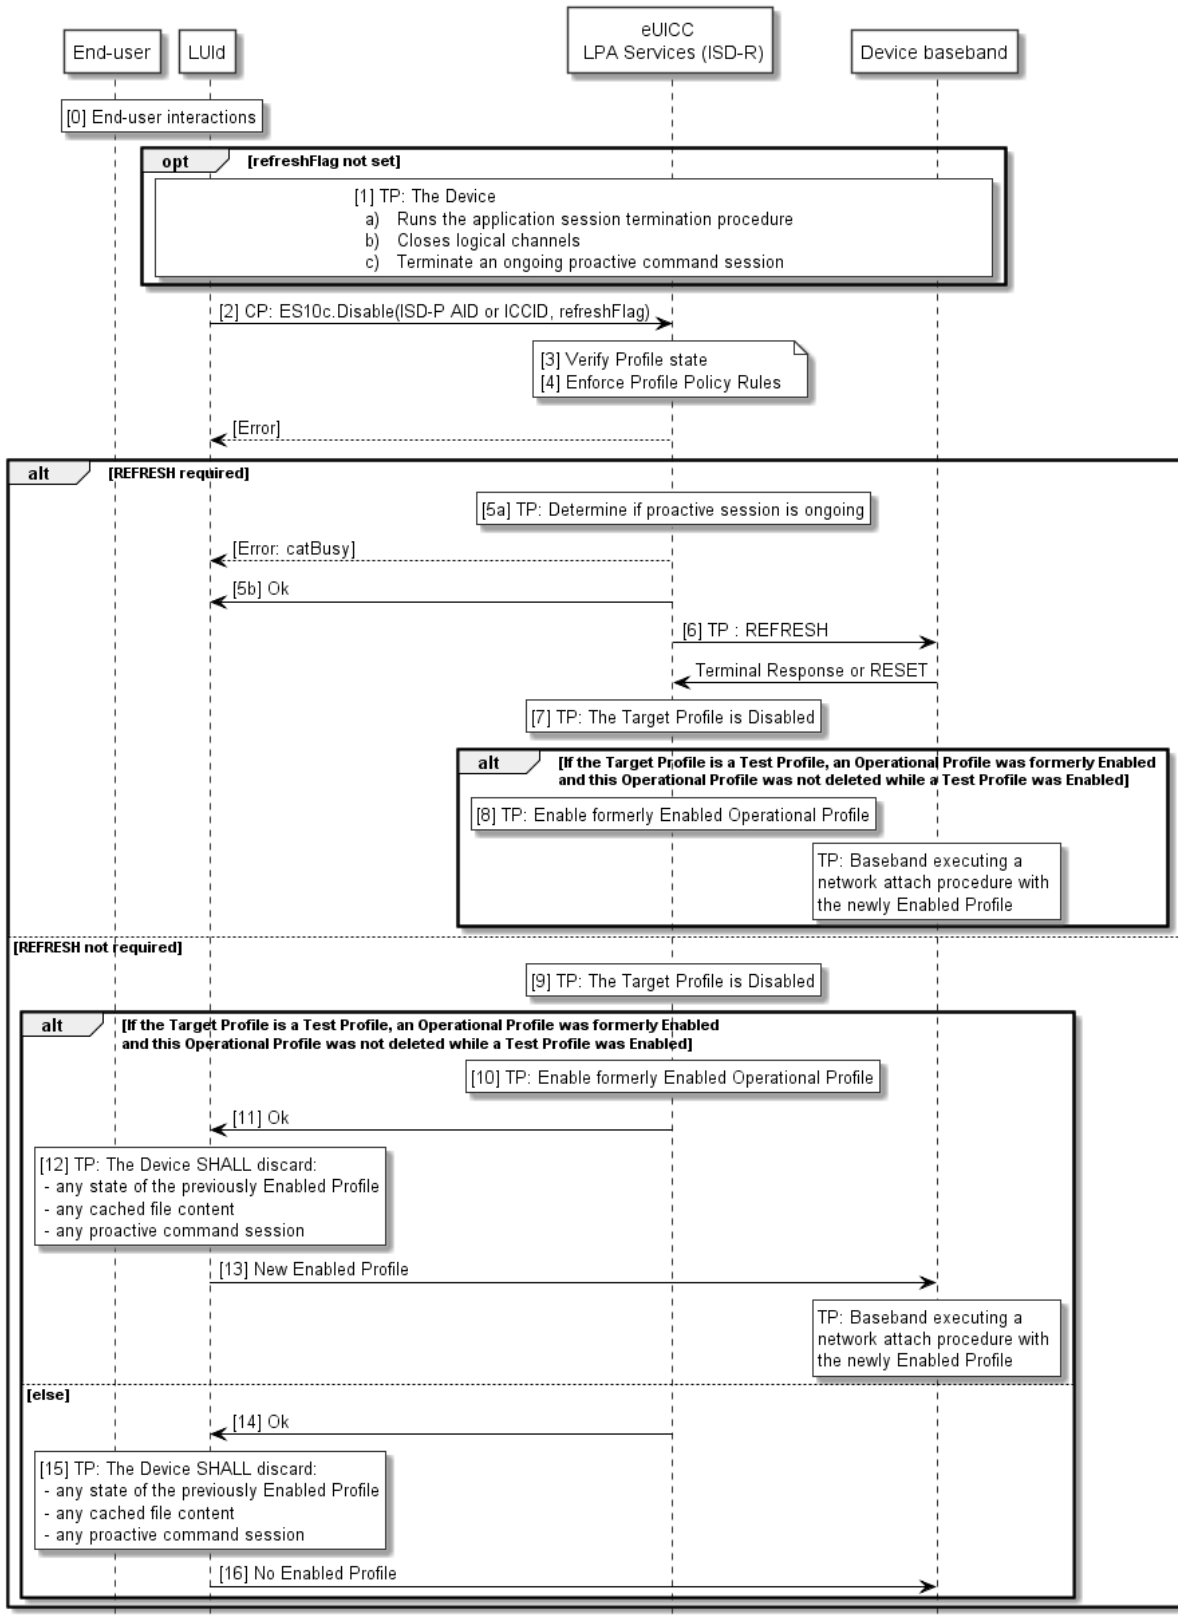 End-user
LUId
eUICC
LPA Services (ISD-R)
Device baseband
[0] End-user interactions
opt
[refreshFlag not set]
[1] TP: The Device
a) Runs the application session termination procedure
b) Closes logical channels
c) Terminate an ongoing proactive command session
[2] CP: ES10c.Disable(ISD-P AID or ICCID, refreshFlag)
[3] Verify Profile state
[4] Enforce Profile Policy Rules
[Error]
alt
[REFRESH required]
[5a] TP: Determine if proactive session is ongoing
[Error: catBusy]
[5b] Ok
[6] TP : REFRESH
Terminal Response or RESET
[7] TP: The Target Profile is Disabled
alt
[If the Target Profile is a Test Profile, an Operational Profile was formerly Enabled
and this Operational Profile was not deleted while a Test Profile was Enabled]
[8] TP: Enable formerly Enabled Operational Profile
TP: Baseband executing a
network attach procedure with
the newly Enabled Profile
[REFRESH not required]
[9] TP: The Target Profile is Disabled
alt
[If the Target Profile is a Test Profile, an Operational Profile was formerly Enabled
and this Operational Profile was not deleted while a Test Profile was Enabled]
[10] TP: Enable formerly Enabled Operational Profile
[11] Ok
[12] TP: The Device SHALL discard:
- any state of the previously Enabled Profile
- any cached file content
- any proactive command session
[13] New Enabled Profile
TP: Baseband executing a
network attach procedure with
the newly Enabled Profile
[else]
[14] Ok
[15] TP: The Device SHALL discard:
- any state of the previously Enabled Profile
- any cached file content
- any proactive command session
[16] No Enabled Profile